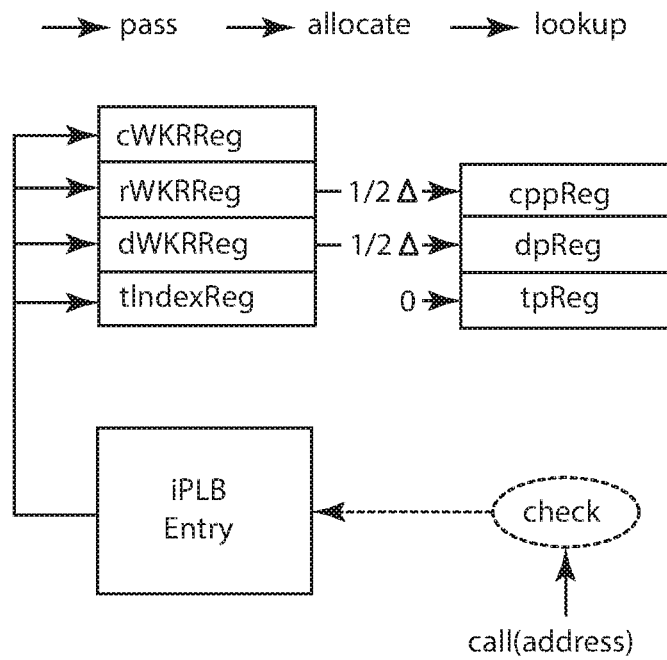 pass allocate lookup
cWKRReg
rWKRReg 1/2 Δ cppReg
dWKRReg 1/2 Δ dpReg
tIndexReg 0 tpReg
iPLB
Entry
check
call(address)